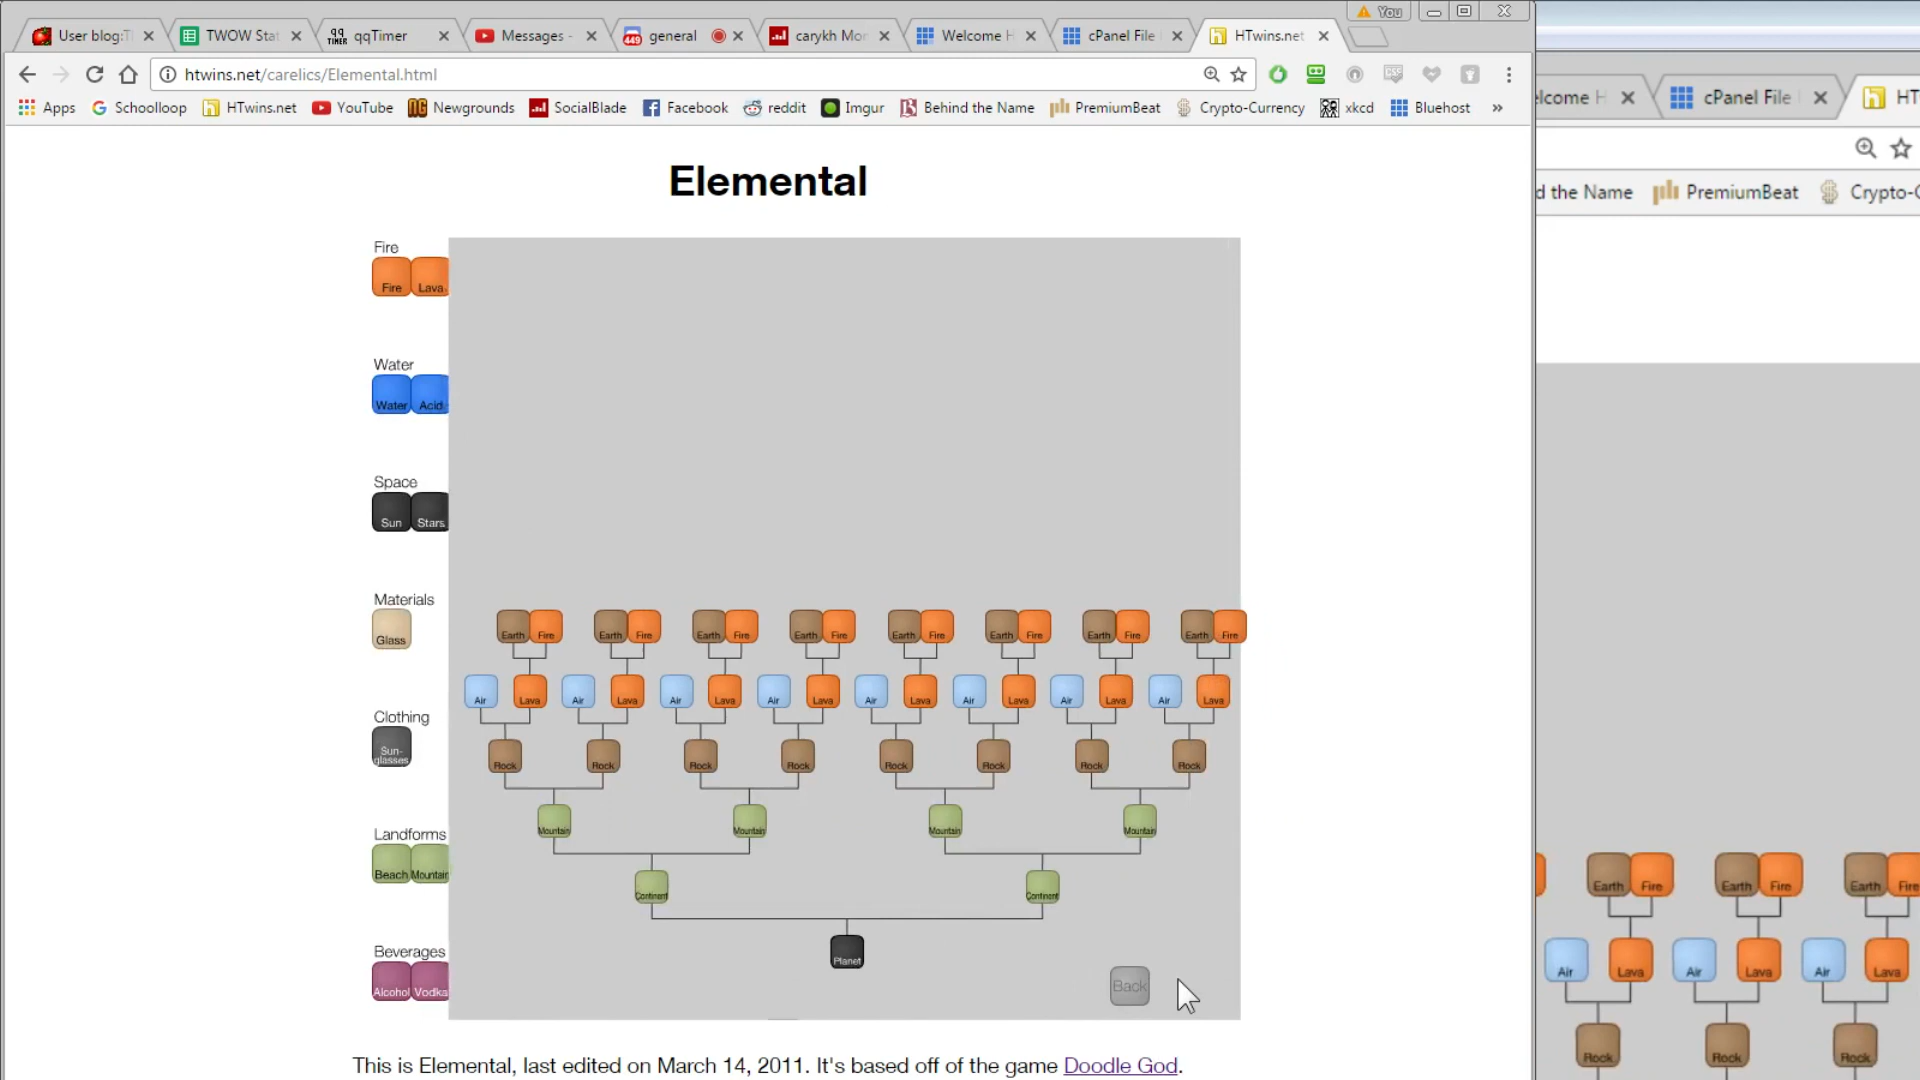 You
User blog:T
TWOW Sta
qqTimer
Messages -
449 general
carykh Mon
Welcome H
cPanel File
HTwins.net
htwins.net/carelics/Elemental.html
Apps
Schoolloop
HTwins.net
YouTube
Newgrounds
SocialBlade
Facebook
reddit
Imgur
Behind the Name
PremiumBeat
Crypto-Currency
xkcd
Bluehost
»
elcome H
cPanel File
HT
d the Name
PremiumBeat
Crypto-C
Elemental
Fire
Fire Lava
Water
Water Acid
Space
Sun Stars
Materials
Glass
Clothing
Sun-
glasses
Landforms
Beach Mountain
Beverages
Alcohol Vodka
Earth Fire Earth Fire Earth Fire Earth Fire Earth Fire Earth Fire Earth Fire Earth Fire
Air Lava Air Lava Air Lava Air Lava Air Lava Air Lava Air Lava Air Lava
Rock Rock Rock Rock Rock Rock Rock Rock
Mountain Mountain Mountain Mountain
Continent Continent
Planet
Back
Earth Fire Earth Fire Earth Fire
Air Lava Air Lava Air Lava
Rock Rock Rock
This is Elemental, last edited on March 14, 2011. It's based off of the game Doodle God.